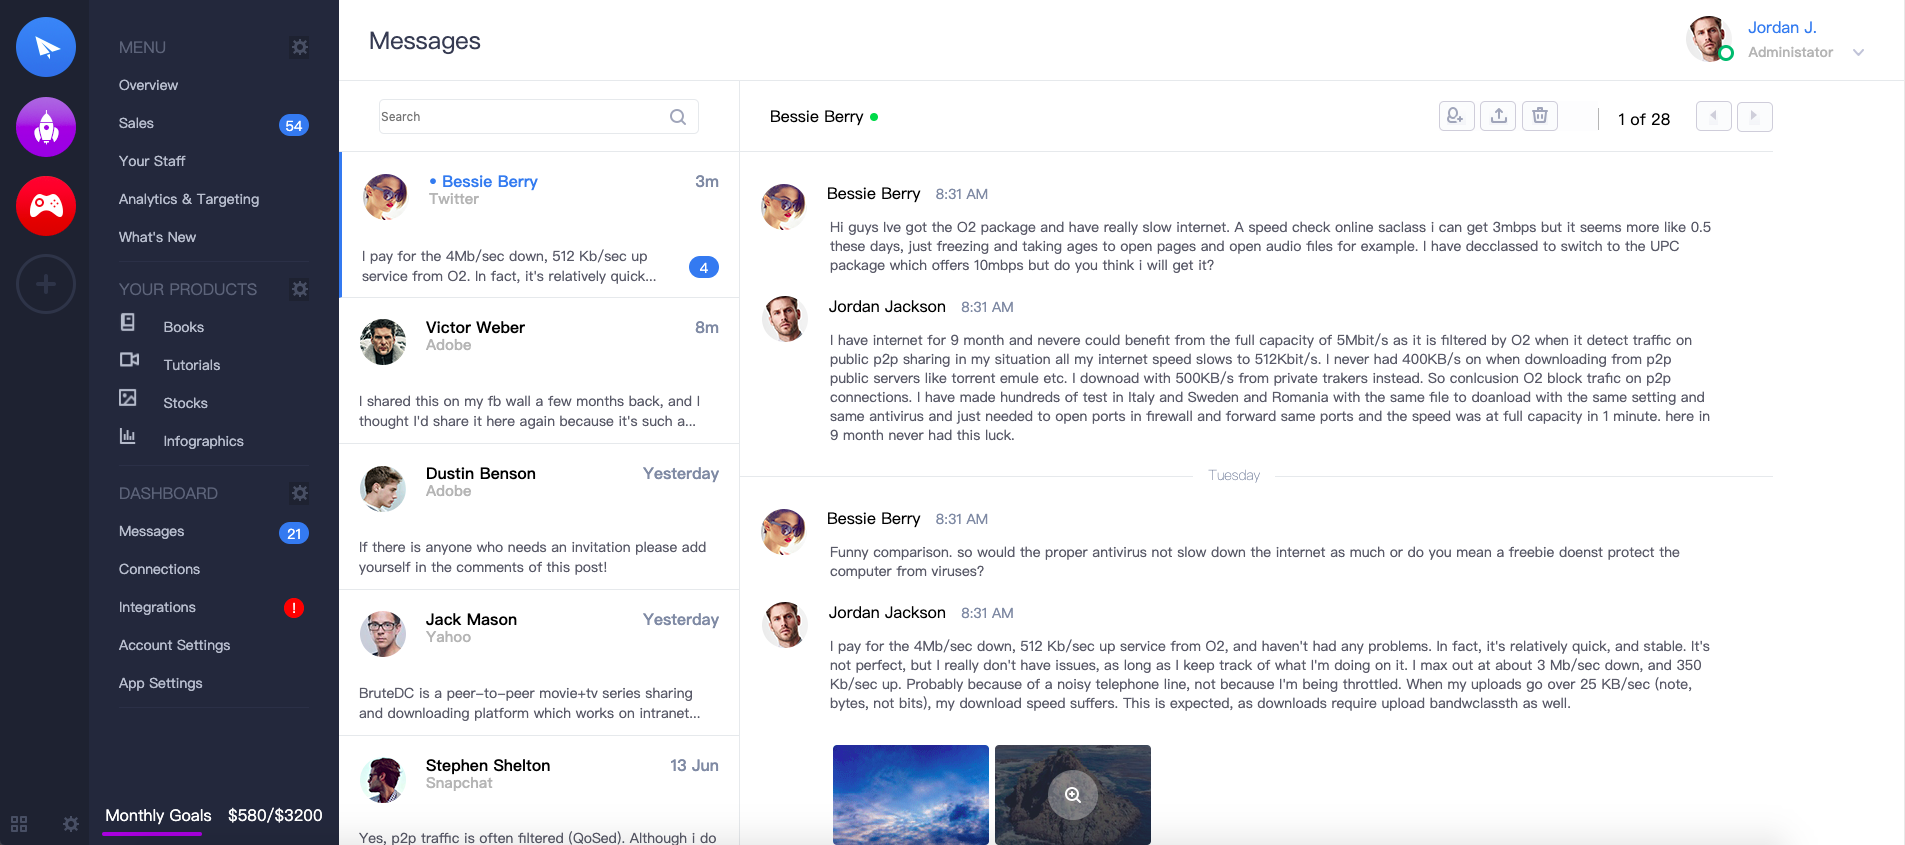 MENU
Overview
Sales 54
Your Staff
Analytics & Targeting
What's New
YOUR PRODUCTS
Books
Tutorials
Stocks
Infographics
DASHBOARD
Messages 21
Connections
Integrations !
Account Settings
App Settings
Monthly Goals $580/$3200
Messages
Jordan J.
Administator
Search
• Bessie Berry 3m
Twitter
I pay for the 4Mb/sec down, 512 Kb/sec up
service from O2. In fact, it's relatively quick...
4
Victor Weber 8m
Adobe
I shared this on my fb wall a few months back, and I
thought I'd share it here again because it's such a...
Dustin Benson Yesterday
Adobe
If there is anyone who needs an invitation please add
yourself in the comments of this post!
Jack Mason Yesterday
Yahoo
BruteDC is a peer-to-peer movie+tv series sharing
and downloading platform which works on intranet...
Stephen Shelton 13 Jun
Snapchat
Yes, p2p traffic is often filtered (QoSed). Although i do
Bessie Berry
1 of 28
Bessie Berry 8:31 AM
Hi guys Ive got the O2 package and have really slow internet. A speed check online saclass i can get 3mbps but it seems more like 0.5
these days, just freezing and taking ages to open pages and open audio files for example. I have decclassed to switch to the UPC
package which offers 10mbps but do you think i will get it?
Jordan Jackson 8:31 AM
I have internet for 9 month and nevere could benefit from the full capacity of 5Mbit/s as it is filtered by O2 when it detect traffic on
public p2p sharing in my situation all my internet speed slows to 512Kbit/s. I never had 400KB/s on when downloading from p2p
public servers like torrent emule etc. I downoad with 500KB/s from private trakers instead. So conlcusion O2 block trafic on p2p
connections. I have made hundreds of test in Italy and Sweden and Romania with the same file to doanload with the same setting and
same antivirus and just needed to open ports in firewall and forward same ports and the speed was at full capacity in 1 minute. here in
9 month never had this luck.
Tuesday
Bessie Berry 8:31 AM
Funny comparison. so would the proper antivirus not slow down the internet as much or do you mean a freebie doenst protect the
computer from viruses?
Jordan Jackson 8:31 AM
I pay for the 4Mb/sec down, 512 Kb/sec up service from O2, and haven't had any problems. In fact, it's relatively quick, and stable. It's
not perfect, but I really don't have issues, as long as I keep track of what I'm doing on it. I max out at about 3 Mb/sec down, and 350
Kb/sec up. Probably because of a noisy telephone line, not because I'm being throttled. When my uploads go over 25 KB/sec (note,
bytes, not bits), my download speed suffers. This is expected, as downloads require upload bandwclassth as well.